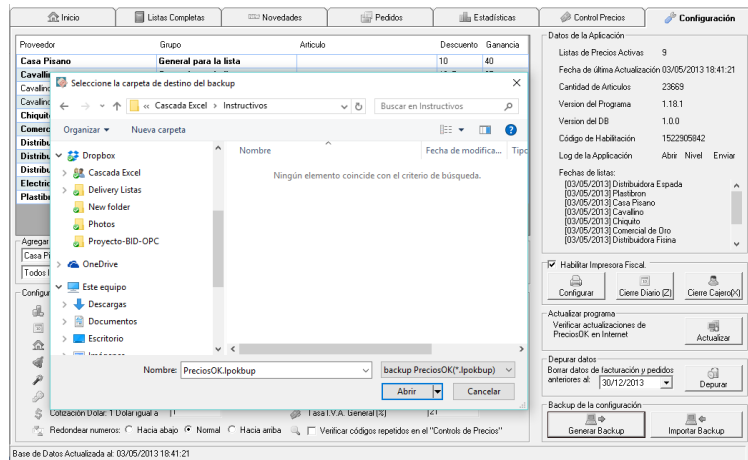 Inicio Listas Completas Novedades Pedidos Estadísticas Control Precios Configuración
Proveedor Grupo Articulo Descuento Ganancia
Casa Pisano General para la lista 10 40
Cavallin
Cavalinc
Cavalinc
Chiquit
Comerc
Distribu
Distribu
Distribu
Electric
Plastib
Agregar
Casa Pi
Todos l
Configur
Seleccione la carpeta de destino del backup
« Cascada Excel › Instructivos
Buscar en Instructivos
Organizar Nueva carpeta
Dropbox
Cascada Excel
Delivery Listas
New folder
Photos
Proyecto-BID-OPC
OneDrive
Este equipo
Descargas
Documentos
Escritorio
Nombre Fecha de modifica... Tipc
Ningún elemento coincide con el criterio de búsqueda.
Nombre: PreciosOK.lpokbup backup PreciosOK(*.lpokbup)
Abrir Cancelar
Cotización Dolar: 1 Dolar igual a Tasa I.V.A. General [%] 21
Redondear numeros: Hacia abajo Normal Hacia arriba Verificar códigos repetidos en el "Controls de Precios"
Datos de la Aplicación
Listas de Precios Activas 9
Fecha de última Actualización 03/05/2013 18:41:21
Cantidad de Articulos 23669
Version del Programa 1.18.1
Version del DB 1.0.0
Código de Habilitación 1522905842
Log de la Applicación Abrir Nivel Enviar
Fechas de listas:
[03/05/2013] Distribuidora Espada
[03/05/2013] Plastibron
[03/05/2013] Casa Pisano
[03/05/2013] Cavallino
[03/05/2013] Chiquito
[03/05/2013] Comercial de Oro
[03/05/2013] Distribuidora Fisina
Habilitar Impresora Fiscal
Configurar Cierre Diario (Z) Cierre Cajero(X)
Actualizar programa
Verificar actualizaciones de
PreciosOK en Internet
Actualizar
Depurar datos
Borrar datos de facturación y pedidos
anteriores al: 30/12/2013
Depurar
Backup de la configuración
Generar Backup Importar Backup
Base de Datos Actualizada al: 03/05/2013 18:41:21